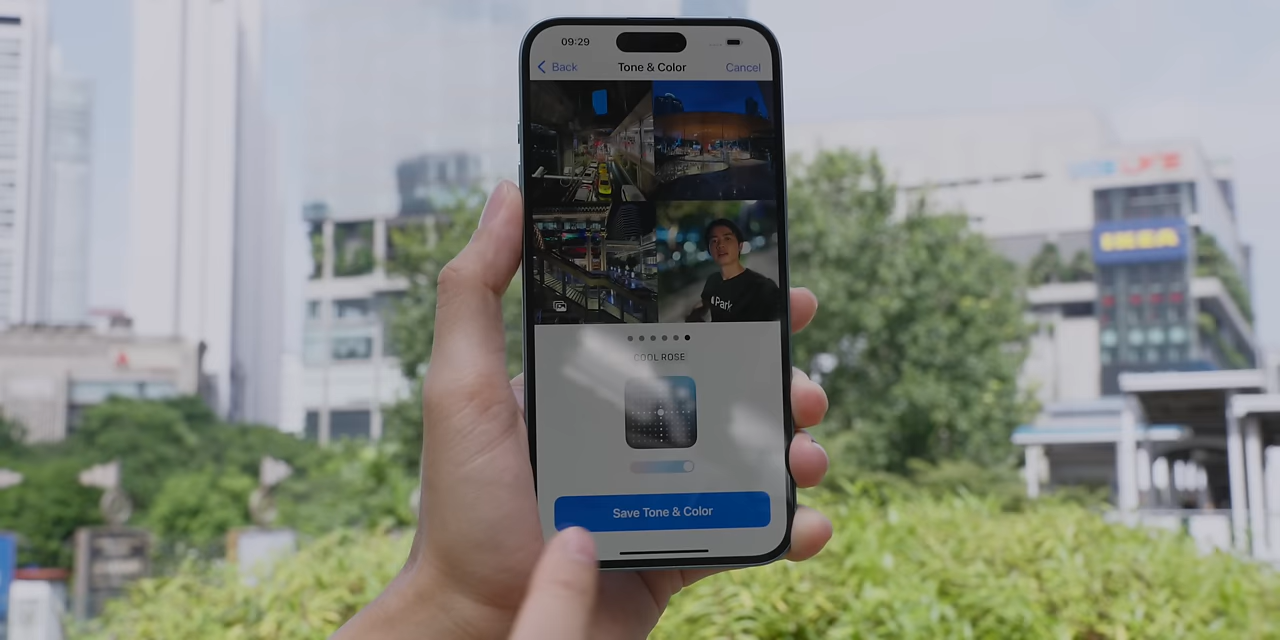 09:29
Back
Tone & Color
Cancel
Park
COOL ROSE
Save Tone & Color
IKEA